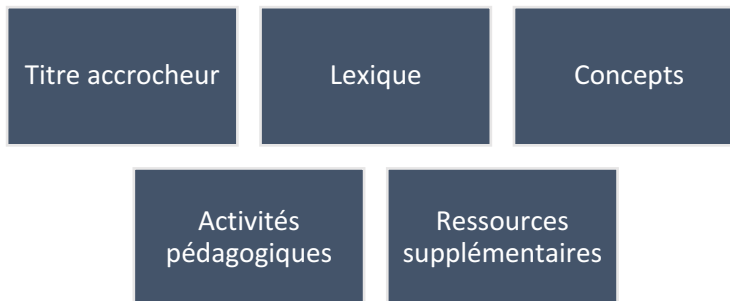 Titre accrocheur
Lexique
Concepts
Activités
pédagogiques
Ressources
supplémentaires